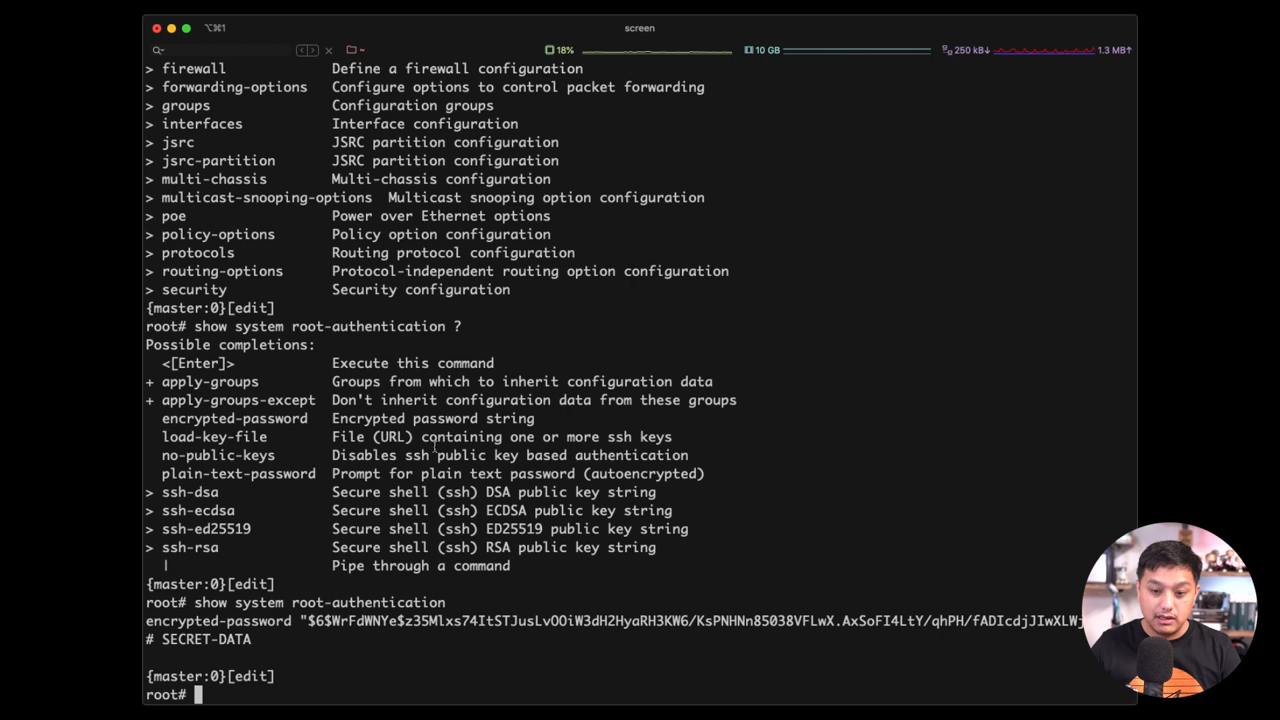 ⌥⌘1
screen
~
18%
10 GB
250 kB↓
1.3 MB↑
> firewall Define a firewall configuration
> forwarding-options Configure options to control packet forwarding
> groups Configuration groups
> interfaces Interface configuration
> jsrc JSRC partition configuration
> jsrc-partition JSRC partition configuration
> multi-chassis Multi-chassis configuration
> multicast-snooping-options Multicast snooping option configuration
> poe Power over Ethernet options
> policy-options Policy option configuration
> protocols Routing protocol configuration
> routing-options Protocol-independent routing option configuration
> security Security configuration
{master:0}[edit]
root# show system root-authentication ?
Possible completions:
<[Enter]> Execute this command
+ apply-groups Groups from which to inherit configuration data
+ apply-groups-except Don't inherit configuration data from these groups
encrypted-password Encrypted password string
load-key-file File (URL) containing one or more ssh keys
no-public-keys Disables ssh public key based authentication
plain-text-password Prompt for plain text password (autoencrypted)
> ssh-dsa Secure shell (ssh) DSA public key string
> ssh-ecdsa Secure shell (ssh) ECDSA public key string
> ssh-ed25519 Secure shell (ssh) ED25519 public key string
> ssh-rsa Secure shell (ssh) RSA public key string
| Pipe through a command
{master:0}[edit]
root# show system root-authentication
encrypted-password "$6$WrFdWNYe$z35Mlxs74ItSTJusLvOOiW3dH2HyaRH3KW6/KsPNHNn85038VFLwX.AxSoFI4LtY/qhPH/fADIcdjJIwXLWj
# SECRET-DATA
{master:0}[edit]
root#